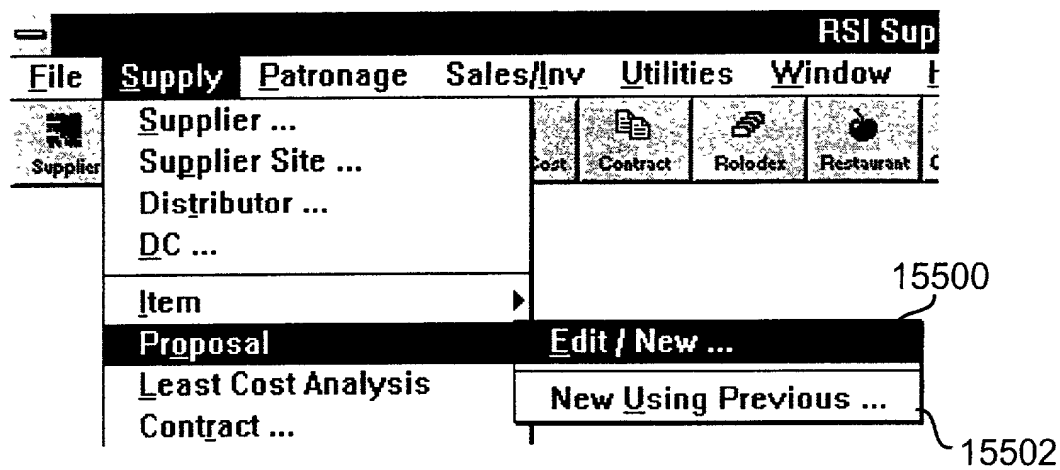 RSI Sup
File Supply Patronage Sales/Inv Utilities Window
Supplier Cost Contract Rolodex Restaurant
Supplier ...
Supplier Site ...
Distributor ...
DC ...
15500
Item
Proposal Edit / New ...
Least Cost Analysis New Using Previous ...
Contract ...
15502